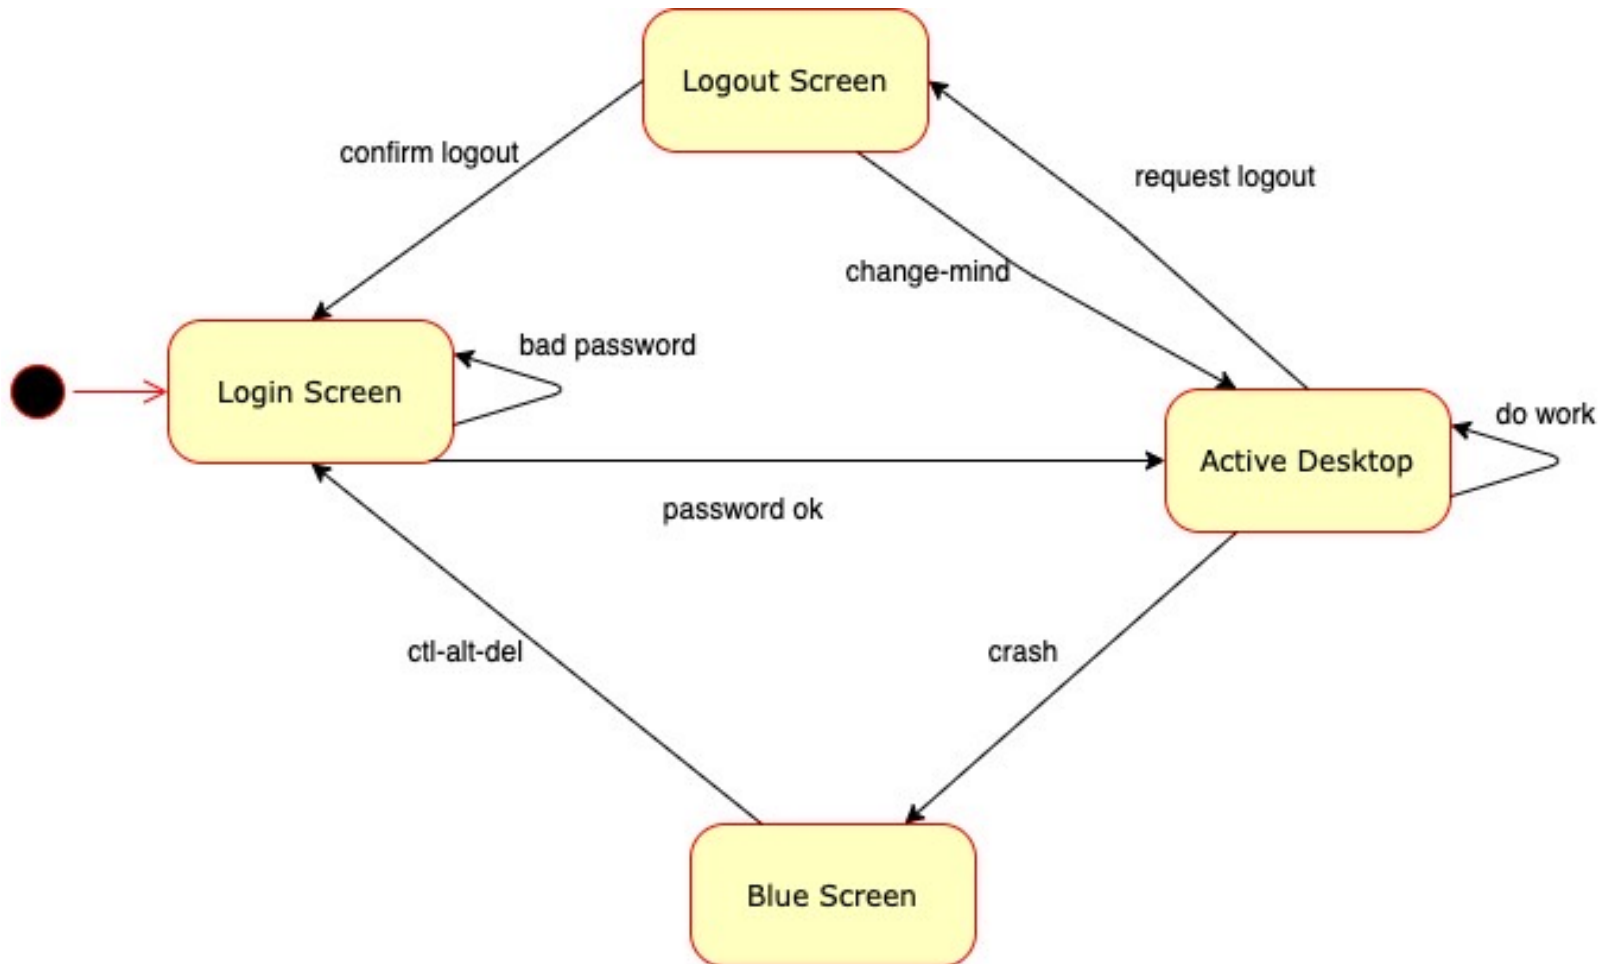 Logout Screen
confirm logout
request logout
change-mind
bad password
Login Screen
do work
Active Desktop
password ok
ctl-alt-del
crash
Blue Screen